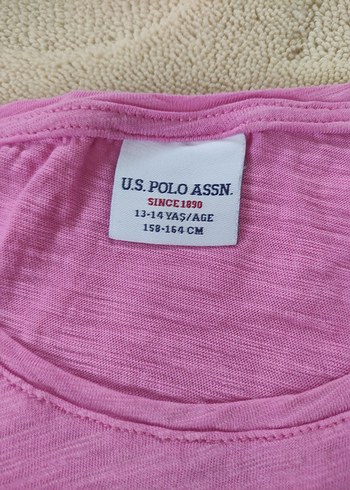 U.S. POLO ASSN.
SINCE 1890
13-14 YAŞ/AGE
158-164 CM